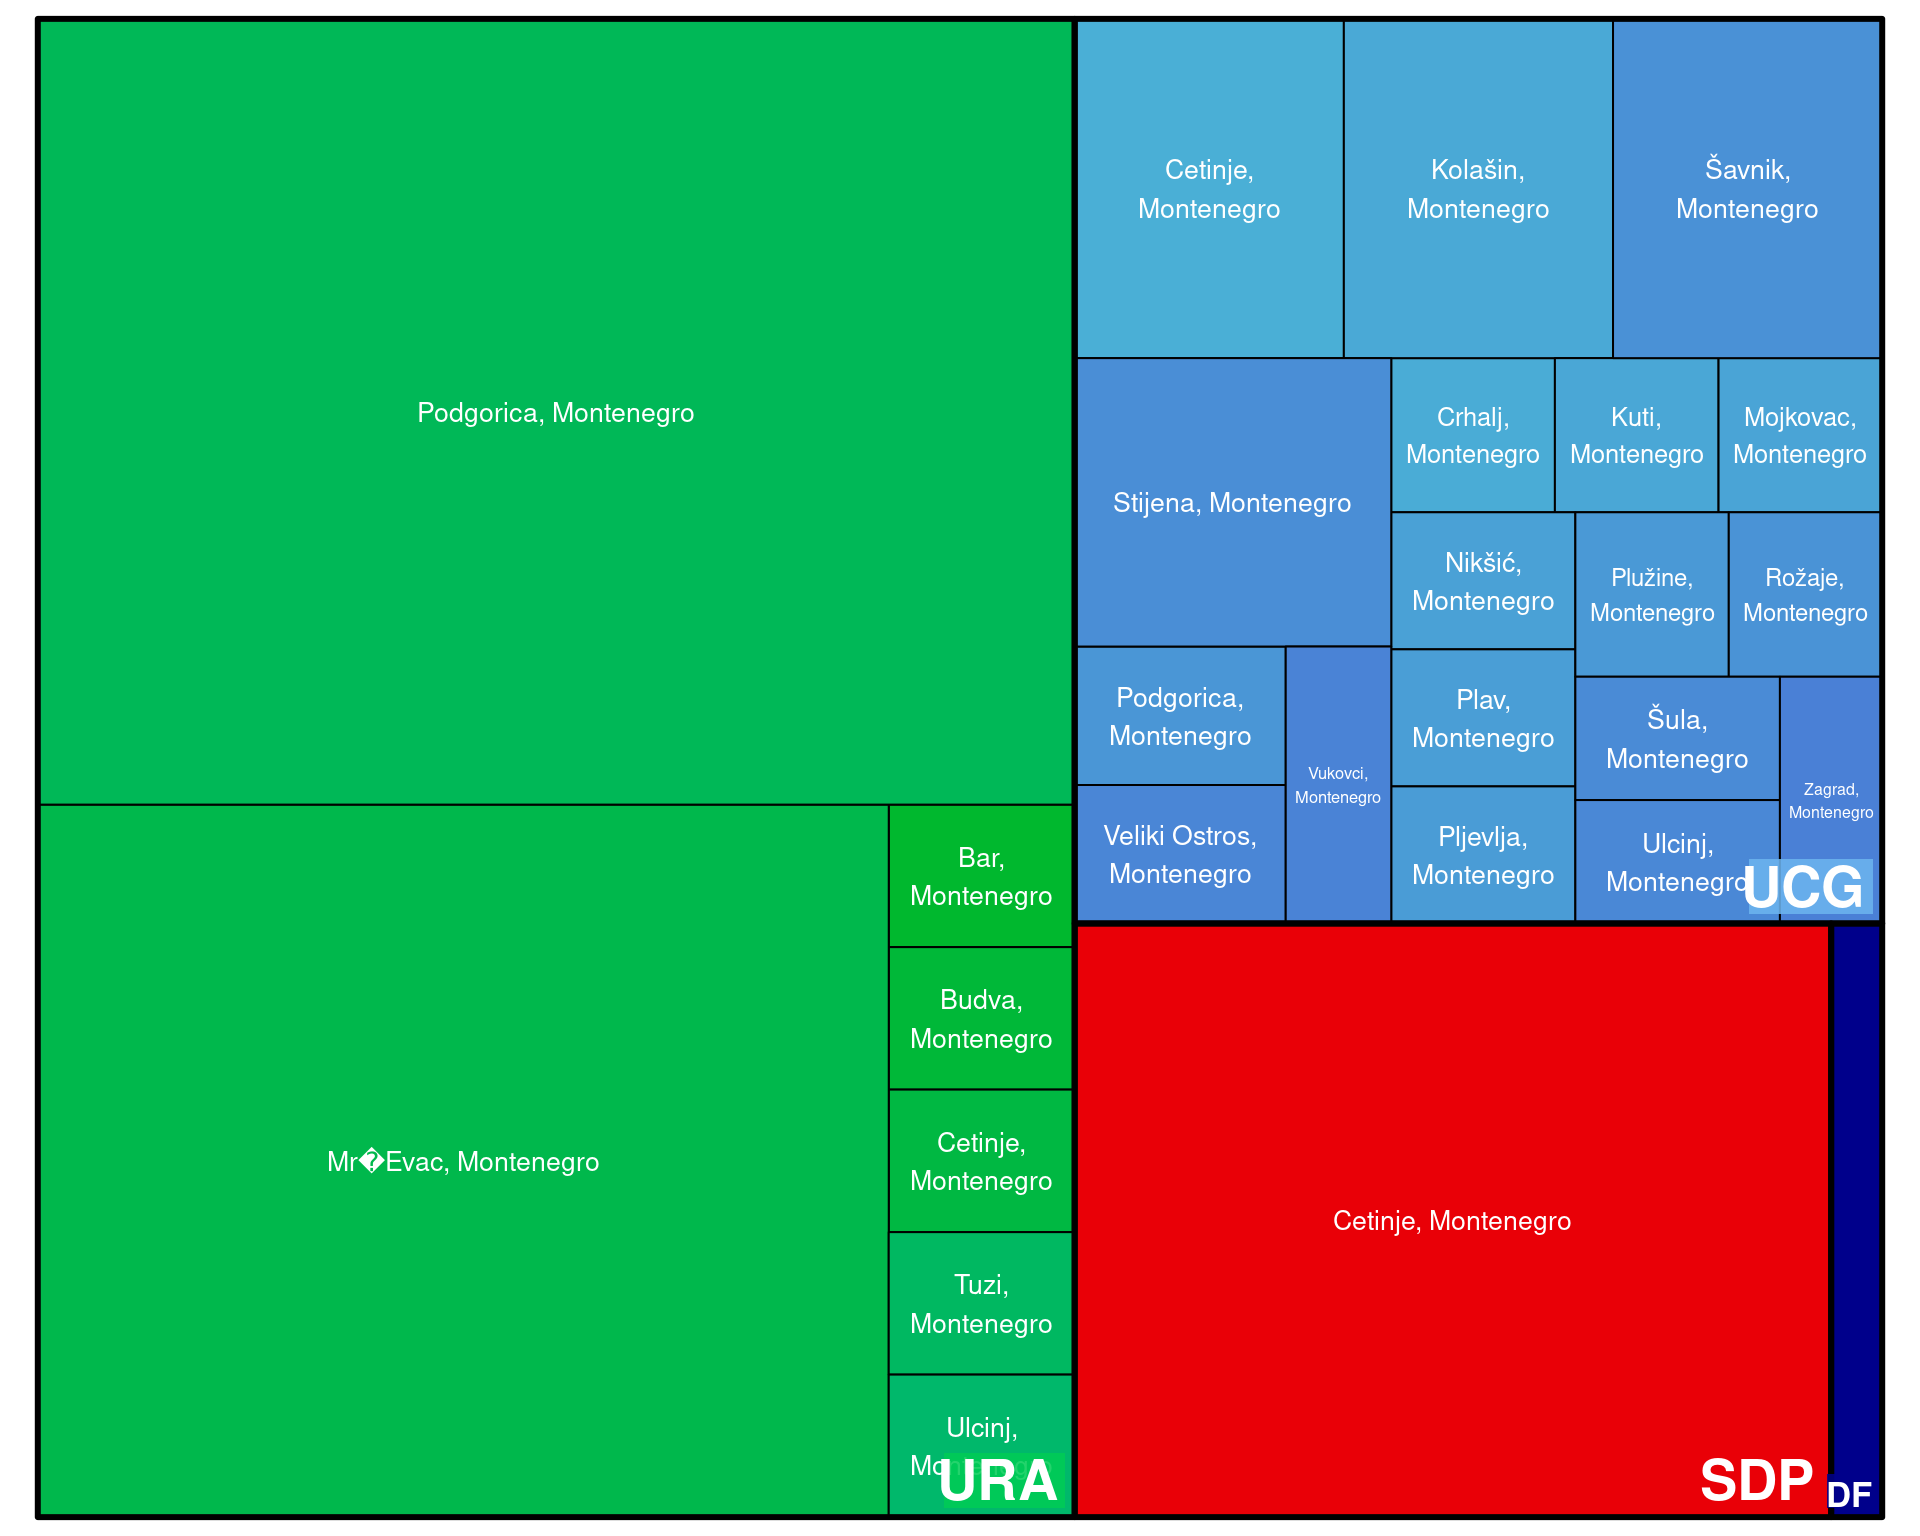 Podgorica, Montenegro
Mr�Evac, Montenegro
Bar,
Montenegro
Budva,
Montenegro
Cetinje,
Montenegro
Tuzi,
Montenegro
Ulcinj,
Montenegro
URA
Cetinje,
Montenegro
Kolašin,
Montenegro
Šavnik,
Montenegro
Stijena, Montenegro
Crhalj,
Montenegro
Kuti,
Montenegro
Mojkovac,
Montenegro
Nikšić,
Montenegro
Plužine,
Montenegro
Rožaje,
Montenegro
Podgorica,
Montenegro
Vukovci,
Montenegro
Veliki Ostros,
Montenegro
Plav,
Montenegro
Pljevlja,
Montenegro
Šula,
Montenegro
Ulcinj,
Montenegro
Zagrad,
Montenegro
UCG
Cetinje, Montenegro
SDP
DF